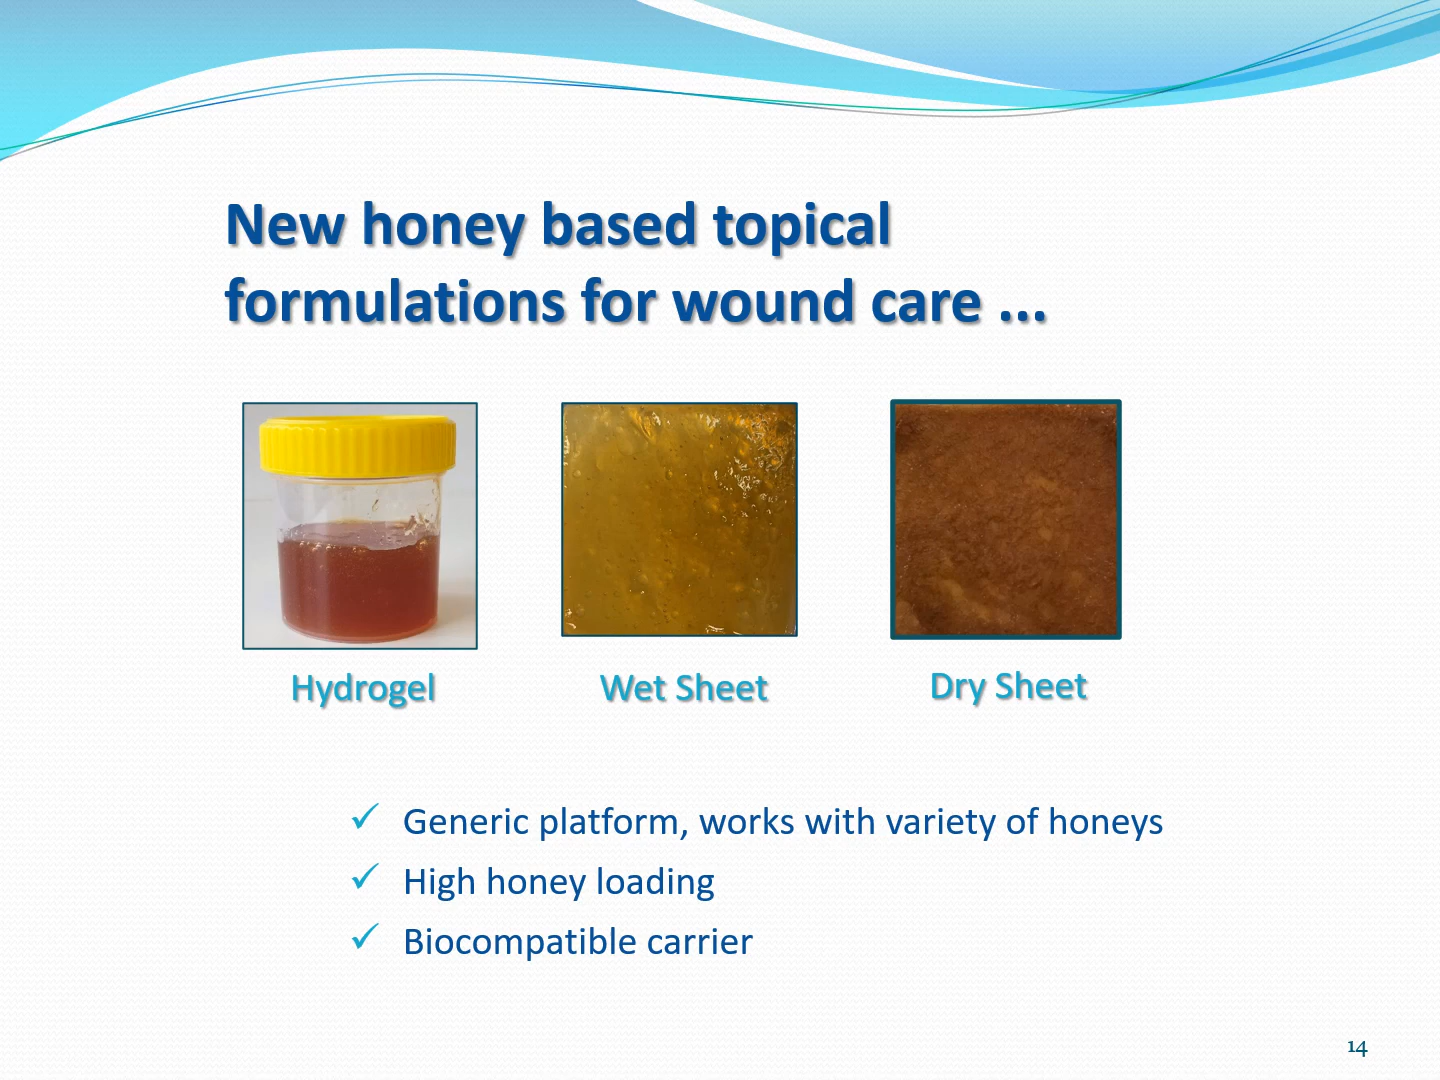 New honey based topical
formulations for wound care ...
Hydrogel
Wet Sheet
Dry Sheet
✓ Generic platform, works with variety of honeys
✓ High honey loading
✓ Biocompatible carrier
14